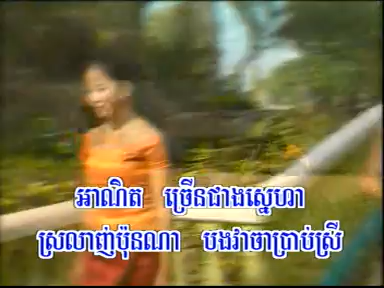 អាណិត ច្រើនជាងស្នេហា
ស្រលាញ់ប៉ុនណា បងវាចាប្រាប់ស្រី